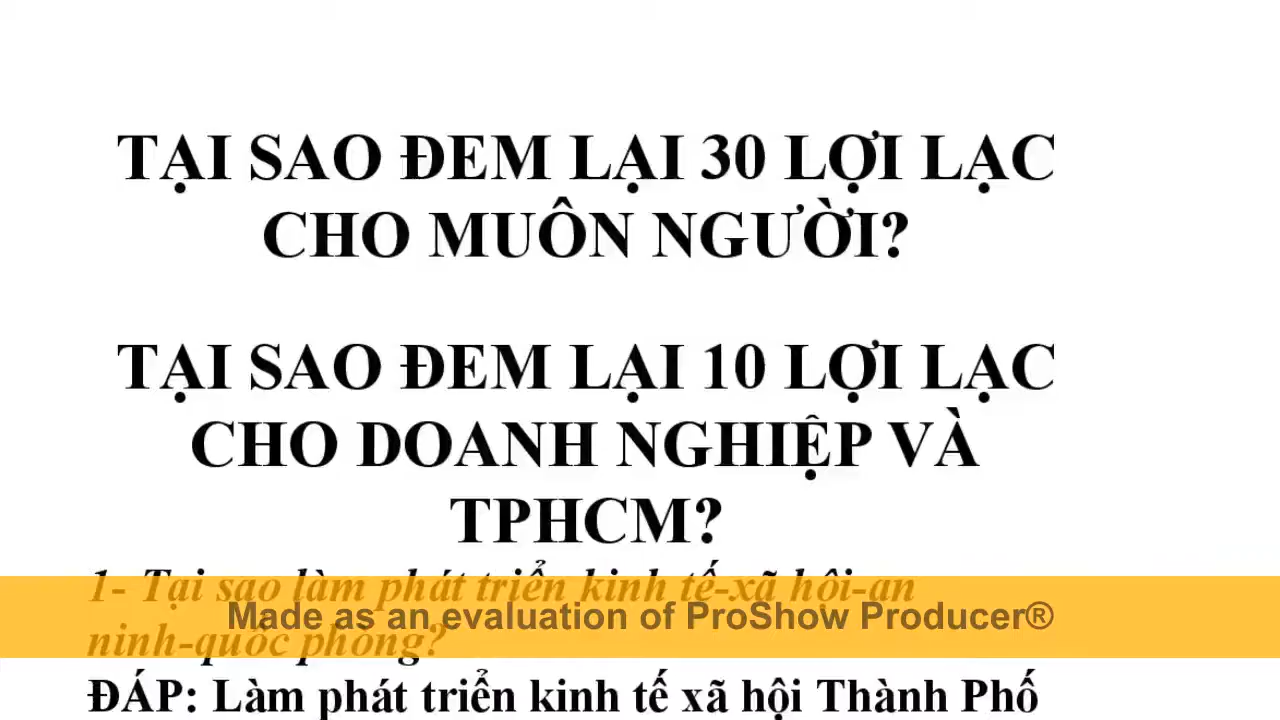 TẠI SAO ĐEM LẠI 30 LỢI LẠC
CHO MUÔN NGƯỜI?
TẠI SAO ĐEM LẠI 10 LỢI LẠC
CHO DOANH NGHIỆP VÀ
TPHCM?
1- Tại sao làm phát triển kinh tế-xã hội-an
Made as an evaluation of ProShow Producer®
ninh-quốc phòng?
ĐÁP: Làm phát triển kinh tế xã hội Thành Phố